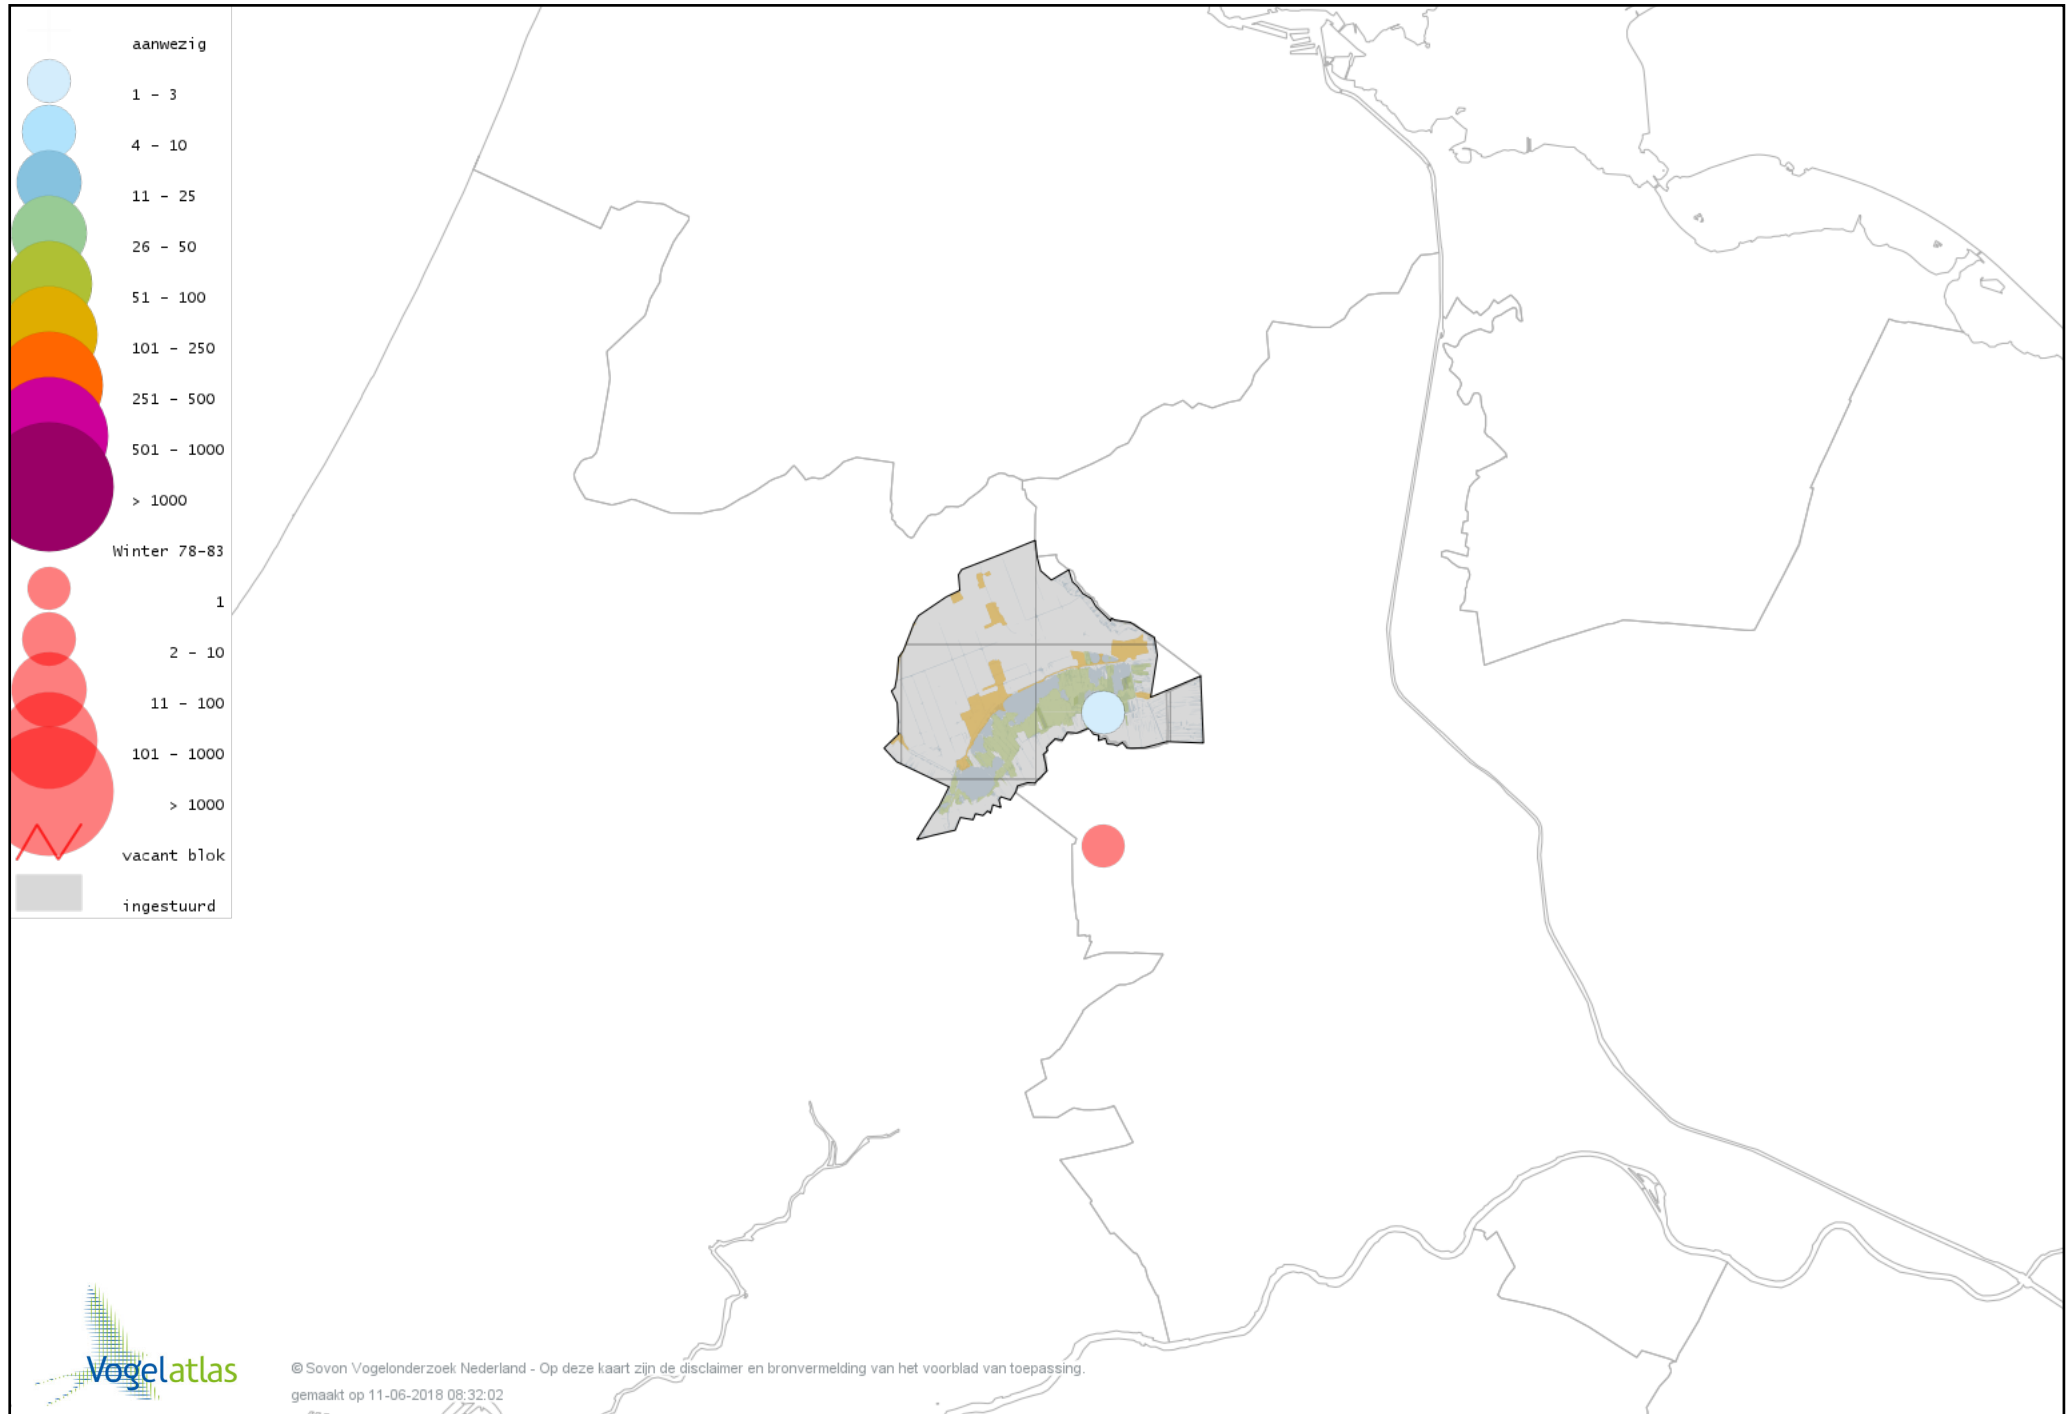 aanwezig
1 - 3
4 - 10
11 - 25
26 - 50
51 - 100
101 - 250
251 - 500
501 - 1000
> 1000
Winter 78-83
1
2 - 10
11 - 100
101 - 1000
> 1000
vacant blok
ingestuurd
Vogelatlas
© Sovon Vogelonderzoek Nederland - Op deze kaart zijn de disclaimer en bronvermelding van het voorblad van toepassing.
gemaakt op 11-06-2018 08:32:02